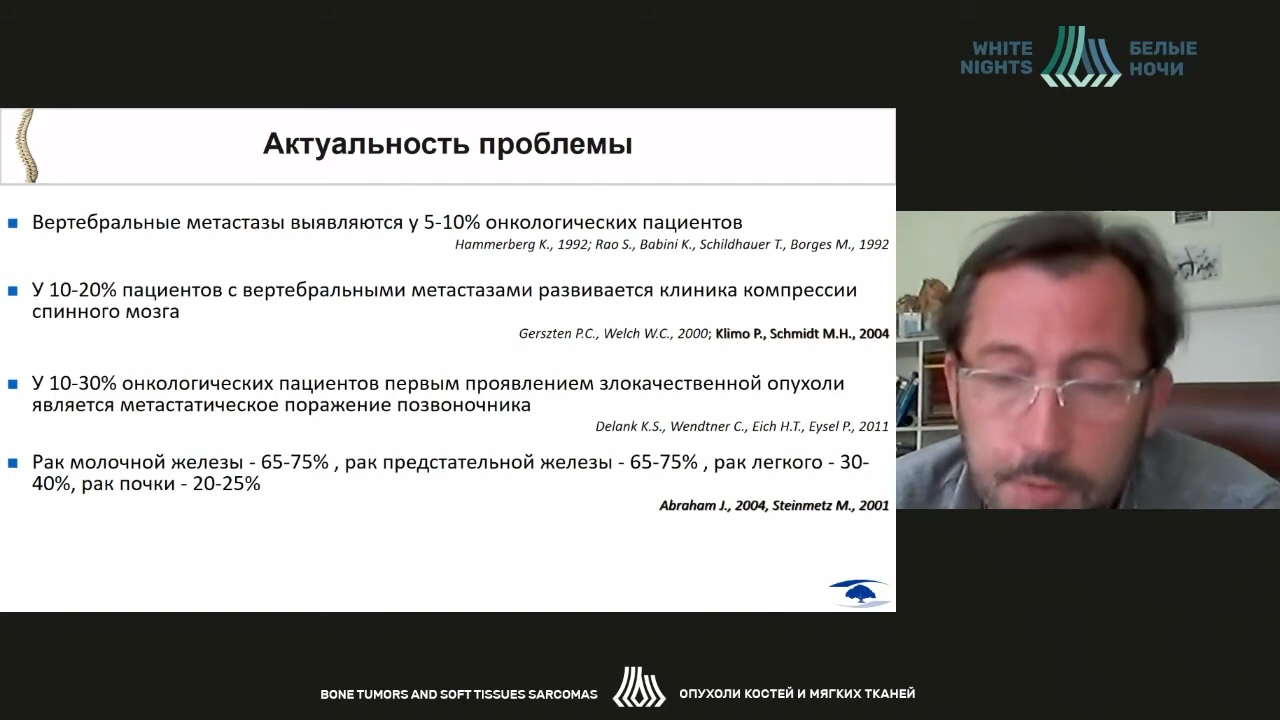 WHITE
NIGHTS
БЕЛЫЕ
НОЧИ
Актуальность проблемы
Вертебральные метастазы выявляются у 5-10% онкологических пациентов
Hammerberg K., 1992; Rao S., Babini K., Schildhauer T., Borges M., 1992
У 10-20% пациентов с вертебральными метастазами развивается клиника компрессии
спинного мозга
Gerszten P.C., Welch W.C., 2000; Klimo P., Schmidt M.H., 2004
У 10-30% онкологических пациентов первым проявлением злокачественной опухоли
является метастатическое поражение позвоночника
Delank K.S., Wendtner C., Eich H.T., Eysel P., 2011
Рак молочной железы - 65-75% , рак предстательной железы - 65-75% , рак легкого - 30-
40%, рак почки - 20-25%
Abraham J., 2004, Steinmetz M., 2001
BONE TUMORS AND SOFT TISSUES SARCOMAS
ОПУХОЛИ КОСТЕЙ И МЯГКИХ ТКАНЕЙ